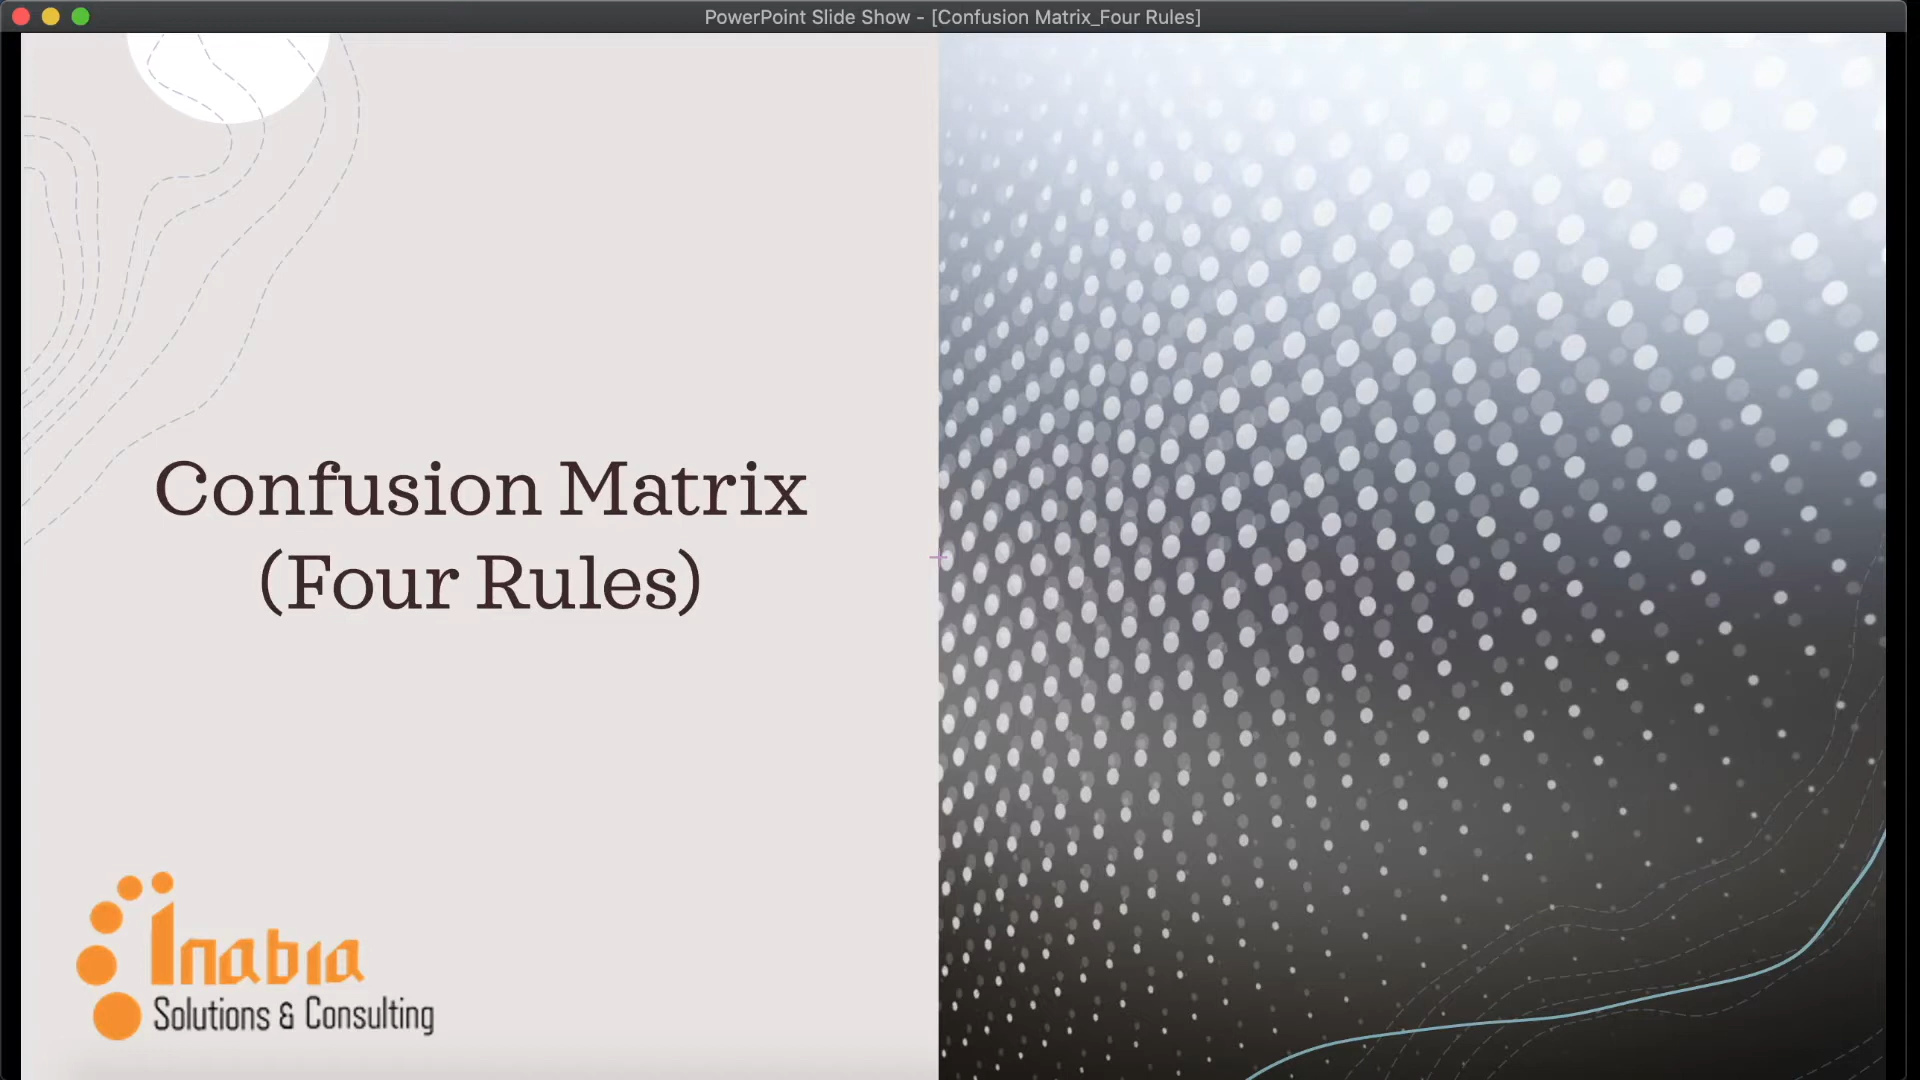 PowerPoint Slide Show - [Confusion Matrix_Four Rules]
Confusion Matrix
(Four Rules)
Inabia
Solutions & Consulting